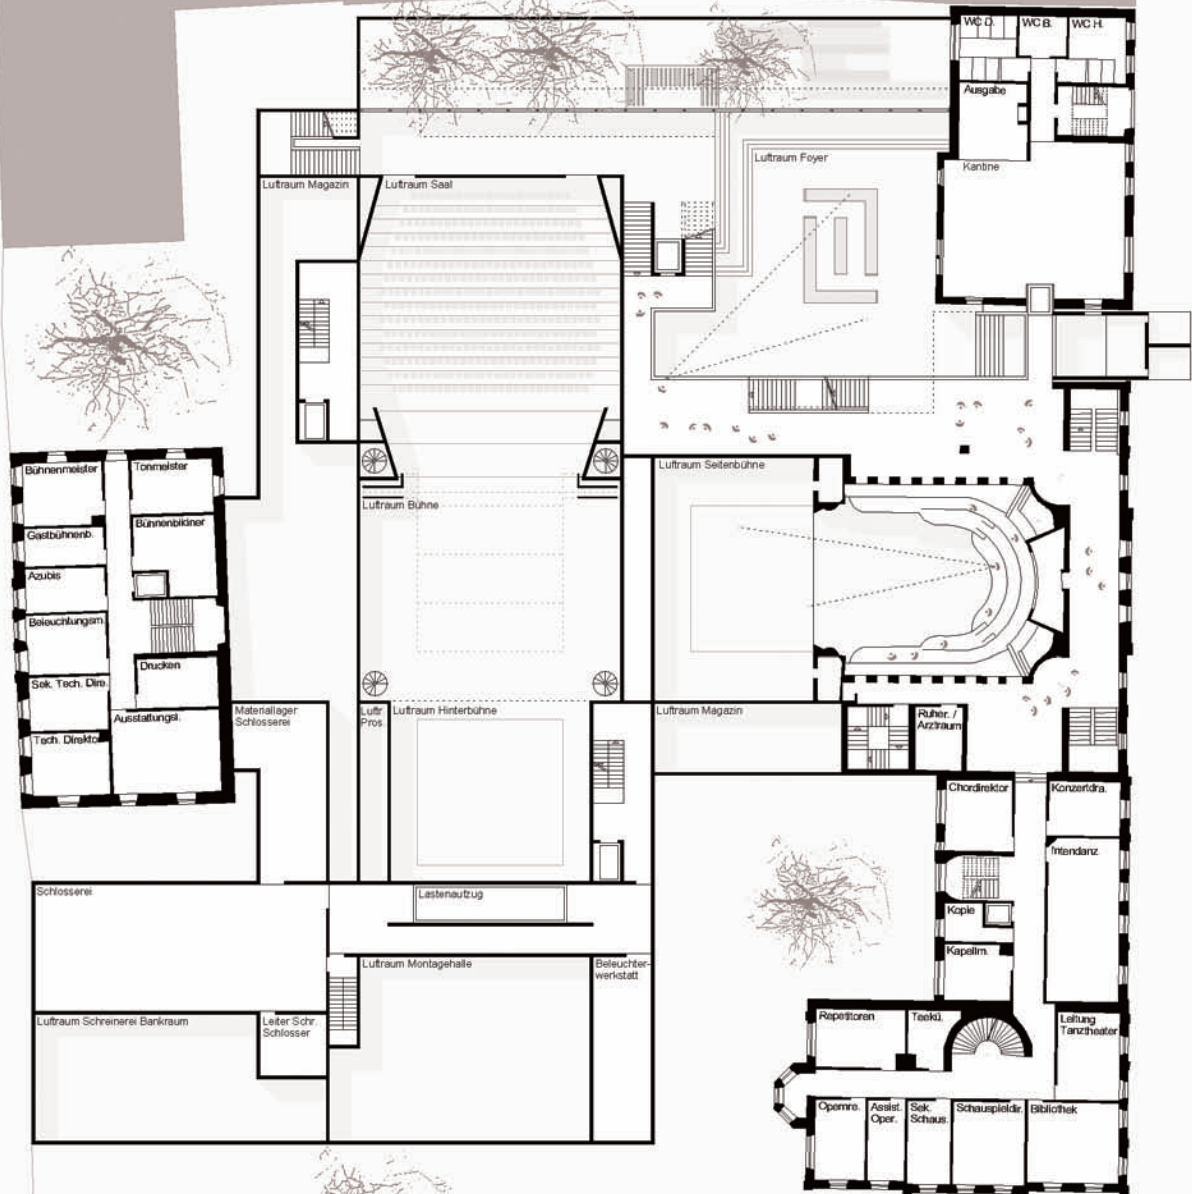 WC D.
WC B.
WC H.
Ausgabe
Kantine
Luftraum Foyer
Luftraum Magazin
Luftraum Saal
Luftraum Seitenbühne
Luftraum Bühne
Bühnenmeister
Tonmeister
Bühnenbildner
Gastbühnenb.
Azubis
Beleuchtungsm.
Drucken
Sek. Tech. Dire.
Ausstattungsl.
Tech. Direktor
Materiallager
Schlosserei
Luftr.
Pros.
Luftraum Hinterbühne
Luftraum Magazin
Ruher. /
Arztraum
Chordirektor
Konzertdra.
Intendanz
Kopie
Kapellm.
Schlosserei
Lastenaufzug
Luftraum Montagehalle
Beleuchter-
werkstatt
Luftraum Schreinerei Bankraum
Leiter Schr.
Schlosser
Repetitoren
Teekü.
Leitung
Tanztheater
Opernre.
Assist.
Oper.
Sek.
Schaus.
Schauspieldir.
Bibliothek